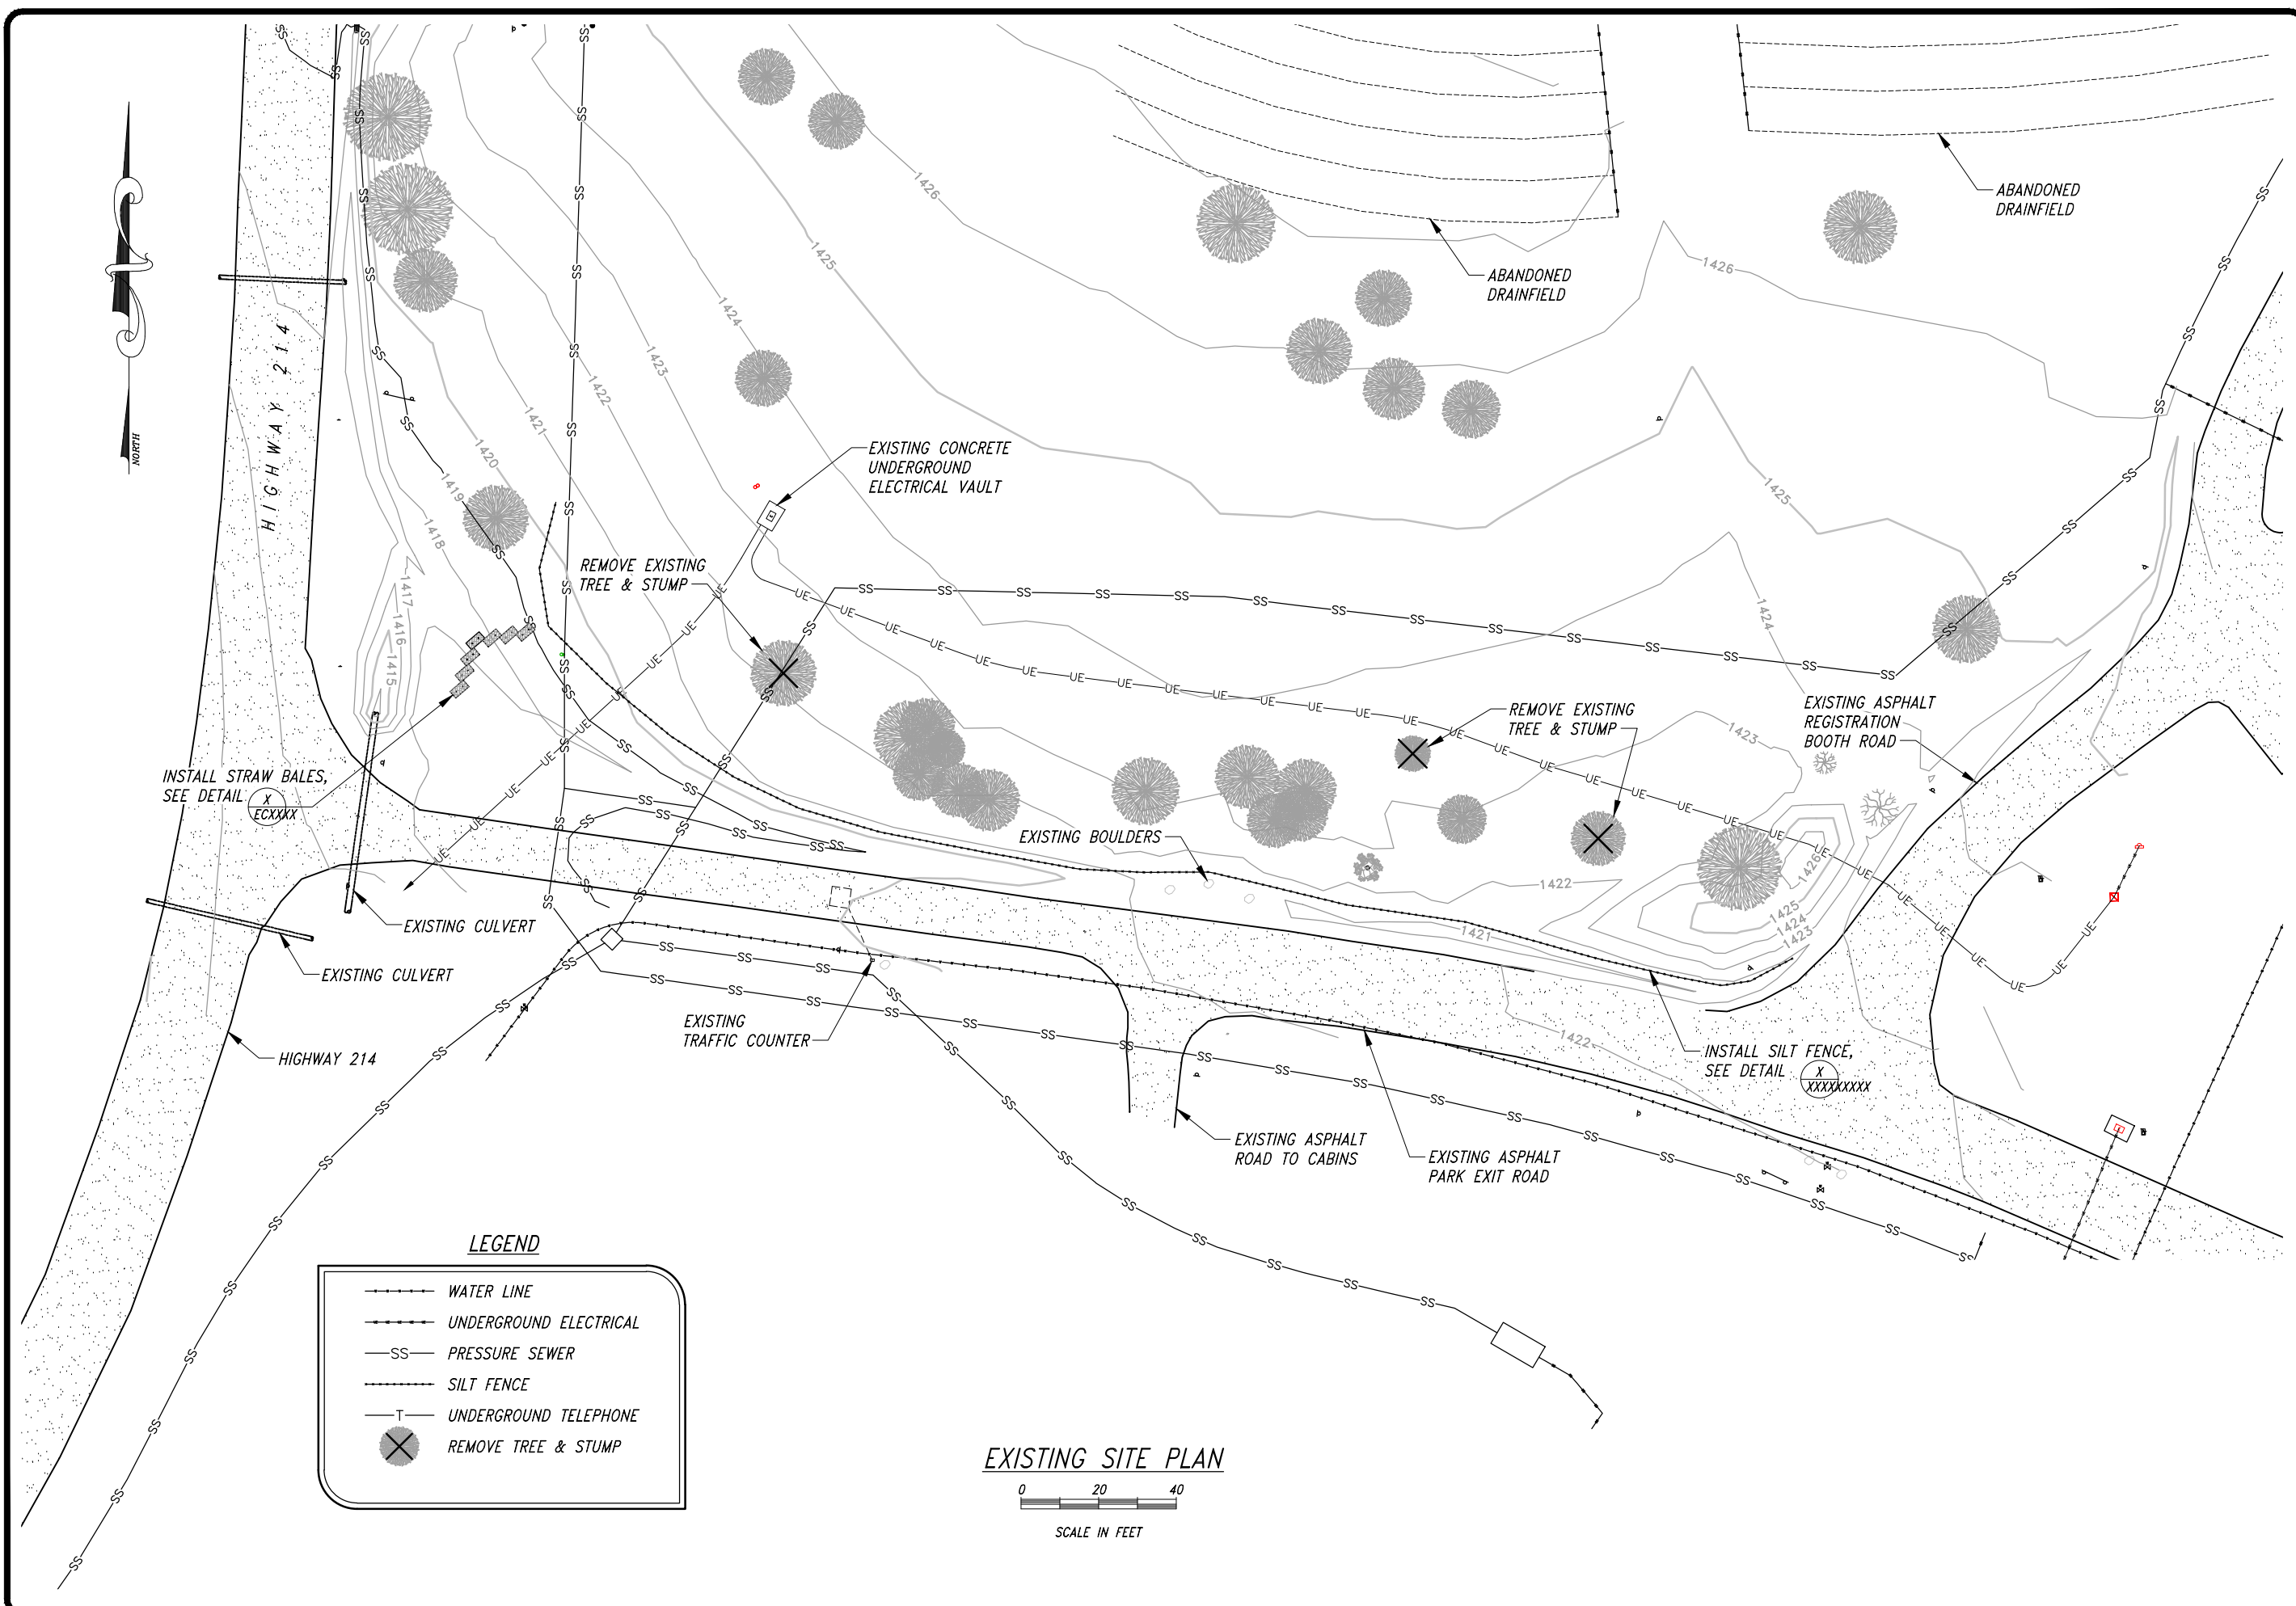 ABANDONED
DRAINFIELD
ABANDONED
DRAINFIELD
1426
1426
1425
1424
1423
1422
1421
1420
1419
1418
1417
1416
1415
HIGHWAY 214
NORTH
EXISTING CONCRETE
UNDERGROUND
ELECTRICAL VAULT
1425
REMOVE EXISTING
TREE & STUMP
1424
REMOVE EXISTING
TREE & STUMP
EXISTING ASPHALT
REGISTRATION
BOOTH ROAD
1423
INSTALL STRAW BALES,
SEE DETAIL
X
ECXXXX
EXISTING BOULDERS
1422
1426
1425
1424
1423
1421
EXISTING CULVERT
EXISTING CULVERT
HIGHWAY 214
EXISTING
TRAFFIC COUNTER
1422
INSTALL SILT FENCE,
SEE DETAIL
X
XXXXXXXXX
EXISTING ASPHALT
ROAD TO CABINS
EXISTING ASPHALT
PARK EXIT ROAD
SS
UE
LEGEND
WATER LINE
UNDERGROUND ELECTRICAL
SS PRESSURE SEWER
SILT FENCE
T UNDERGROUND TELEPHONE
REMOVE TREE & STUMP
EXISTING SITE PLAN
0 20 40
SCALE IN FEET